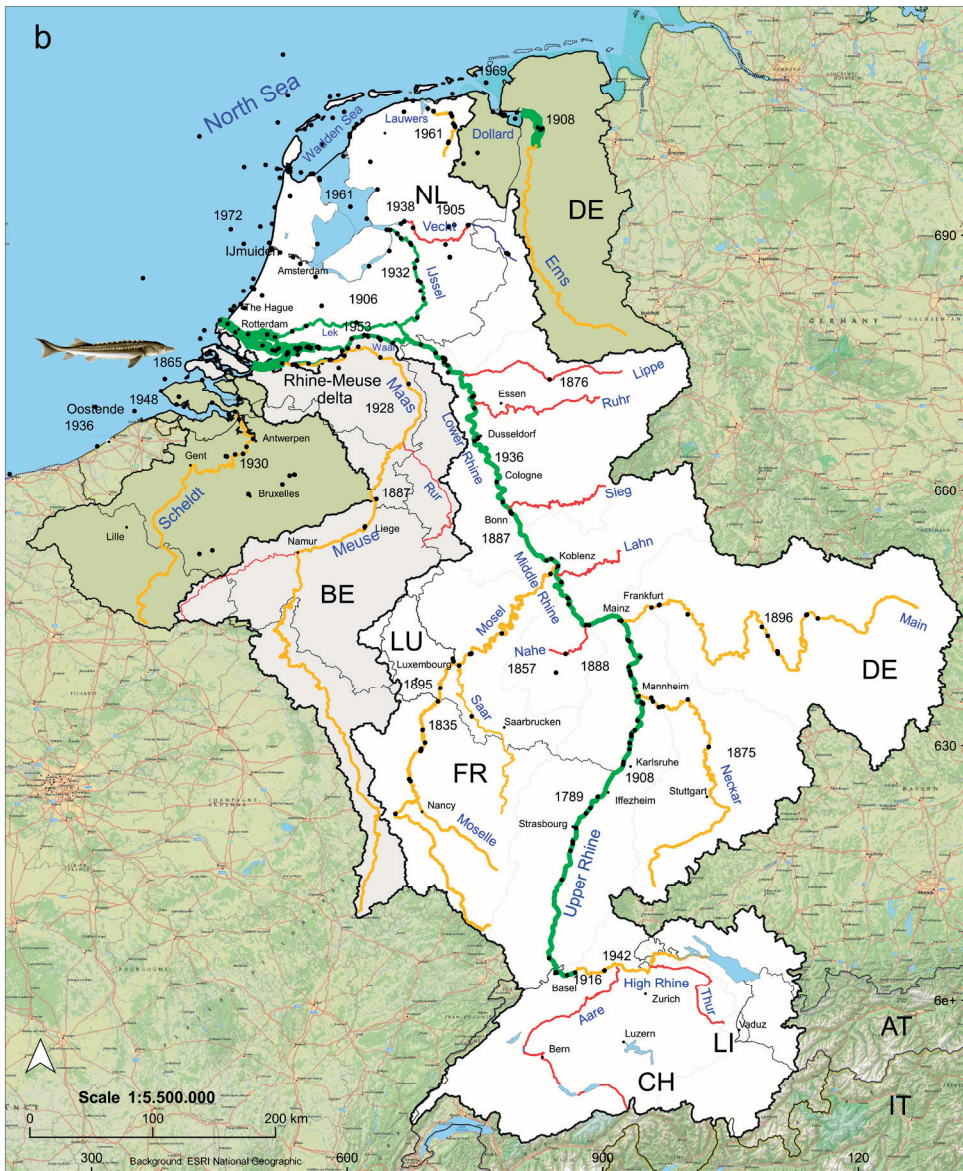 b
North Sea
1969
1908
Wadden Sea
Lauwers
1961
Dollard
NL
DE
1961
1938
1905
Vecht
1972
690
IJmuiden
Amsterdam
1932
IJssel
Ems
The Hague
1906
Rotterdam
Lek
1953
GERMANY
1865
Waal
Rhine-Meuse
delta
Maas
1876
Lippe
Oostende
1936
1948
1928
Essen
Ruhr
Antwerpen
Lower Rhine
Dusseldorf
Gent
1930
1936
Cologne
Bruxelles
Rur
Sieg
660
Scheldt
1887
Bonn
Lille
Liege
1887
Namur
Meuse
Koblenz
Lahn
Middle Rhine
BE
Frankfurt
Mainz
1896
Main
Mosel
LU
Nahe
DE
Luxembourg
1857
1888
1895
Mannheim
Saar
1835
Saarbrucken
630
1875
Karlsruhe
FR
1908
Neckar
1789
Iffezheim
Stuttgart
BAYERN
CHAMPAGNE
ARDENNE
Nancy
Strasbourg
Moselle
Upper Rhine
1942
1916
Basel
High Rhine
BOURGOGNE
Zurich
Thur
6e+
Aare
Vaduz
AT
Luzern
LI
Bern
CH
Scale 1:5.500.000
IT
0
100
200 km
300
600
900
120
Background: ESRI National Geographic